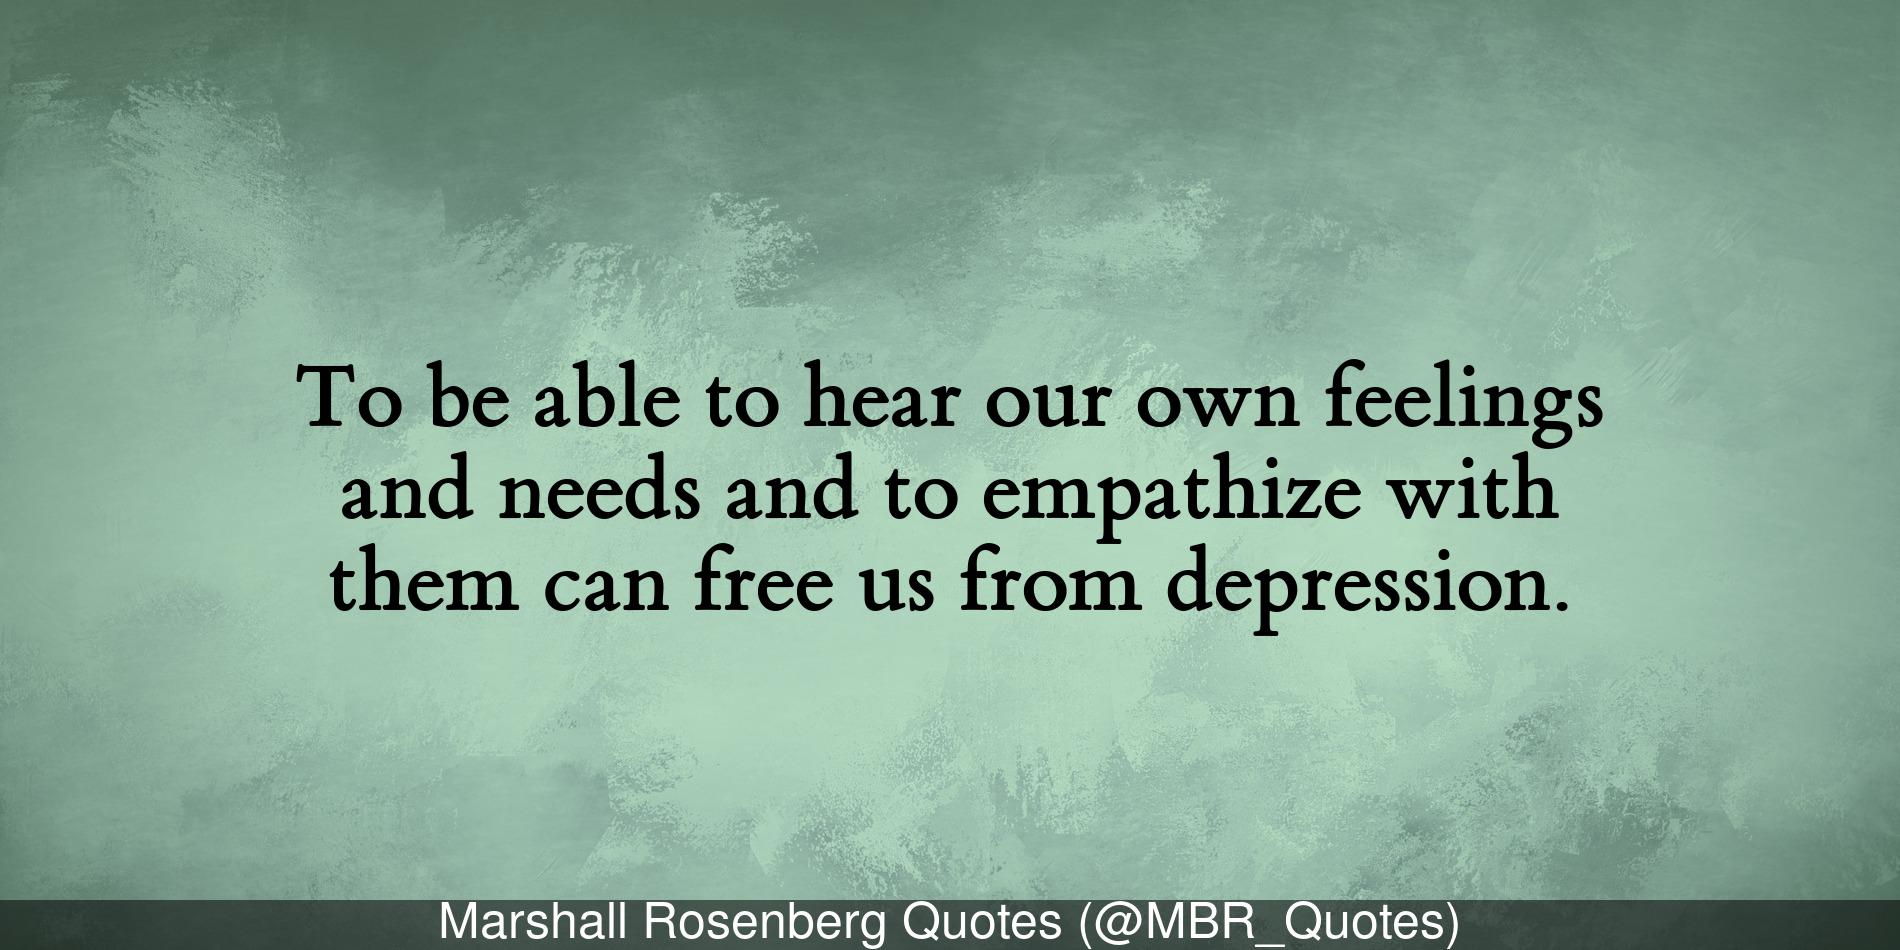 To be able to hear our own feelings
and needs and to empathize with
them can free us from depression.
Marshall Rosenberg Quotes (@MBR_Quotes)